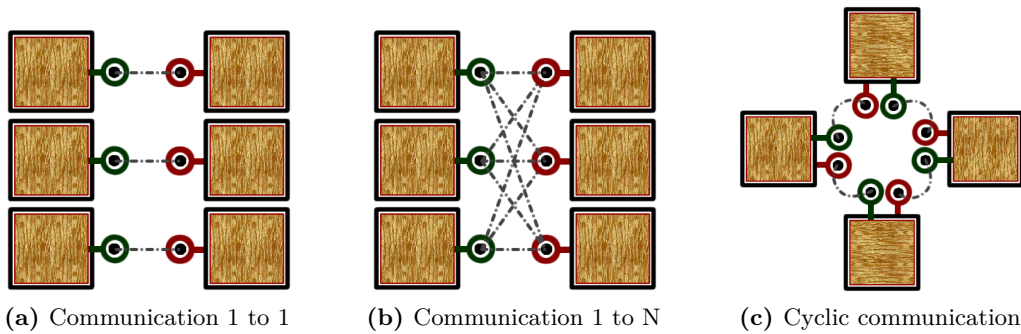 (a) Communication 1 to 1
(b) Communication 1 to N
(c) Cyclic communication